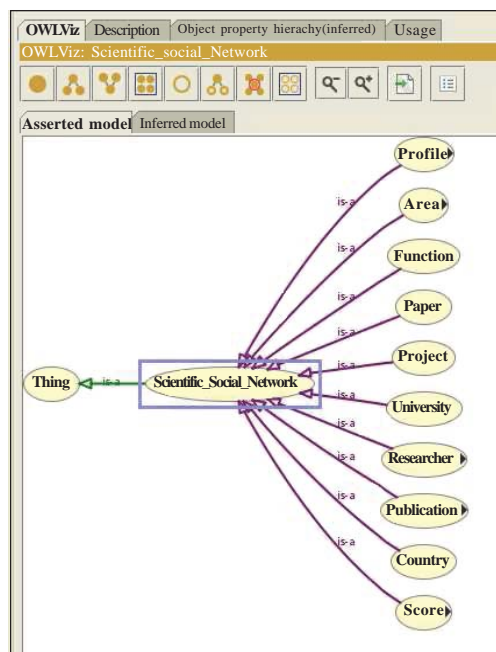 OWLViz Description Object property hierachy(inferred) Usage
OWLViz: Scientific_social_Network
Asserted model Inferred model
Profile
is-a
Area
is-a
Function
is-a
Paper
is-a
Project
is-a
Thing is-a Scientific_Social_Network
is-a
University
is-a
Researcher
is-a
Publication
is-a
Country
is-a
Score